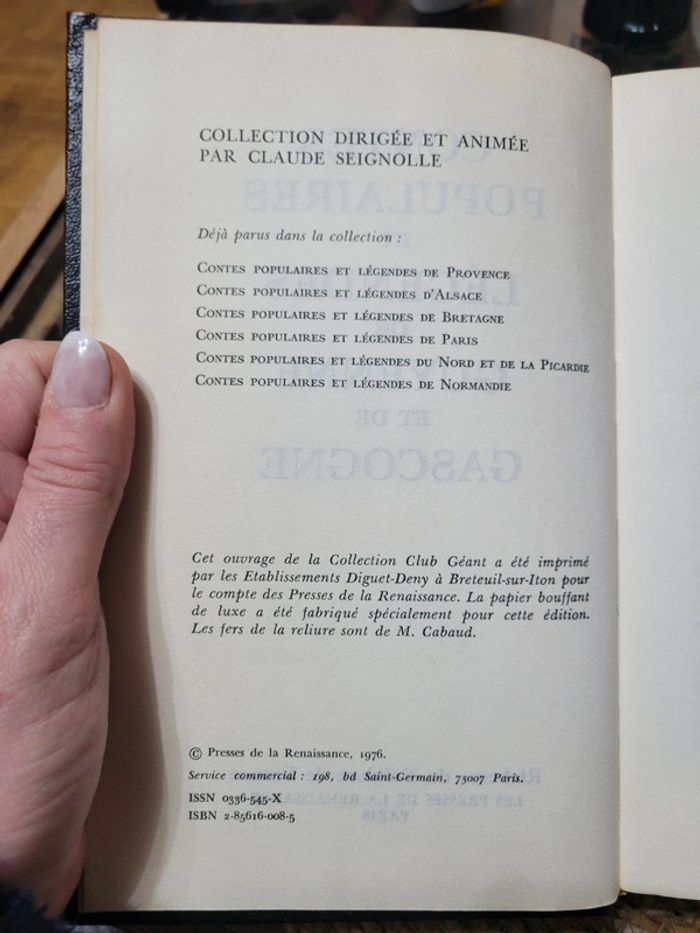 COLLECTION DIRIGÉE ET ANIMÉE
PAR CLAUDE SEIGNOLLE
Déjà parus dans la collection :
CONTES POPULAIRES ET LÉGENDES DE PROVENCE
CONTES POPULAIRES ET LÉGENDES D'ALSACE
CONTES POPULAIRES ET LÉGENDES DE BRETAGNE
CONTES POPULAIRES ET LÉGENDES DE PARIS
CONTES POPULAIRES ET LÉGENDES DU NORD ET DE LA PICARDIE
CONTES POPULAIRES ET LÉGENDES DE NORMANDIE
Cet ouvrage de la Collection Club Géant a été imprimé
par les Etablissements Diguet-Deny à Breteuil-sur-Iton pour
le compte des Presses de la Renaissance. La papier bouffant
de luxe a été fabriqué spécialement pour cette édition.
Les fers de la reliure sont de M. Cabaud.
© Presses de la Renaissance, 1976.
Service commercial : 198, bd Saint-Germain, 75007 Paris.
ISSN 0336-545-X
ISBN 2-85616-008-5